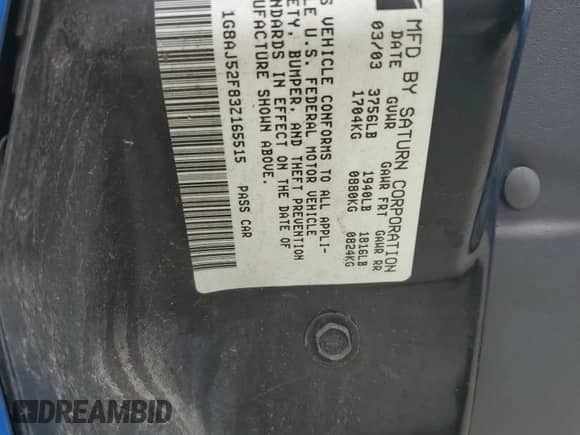 MFD BY SATURN CORPORATION
DATE GVWR GAWR FRT GAWR RR
03/03 3756LB 1940LB 1816LB
1704KG 0880KG 0824KG
S VEHICLE CONFORMS TO ALL APPLI-
LE U.S. FEDERAL MOTOR VEHICLE
ETY, BUMPER, AND THEFT PREVENTION
NDARDS IN EFFECT ON THE DATE OF
UFACTURE SHOWN ABOVE.
1G8AJ52F83Z165515 PASS CAR
DREAMBID